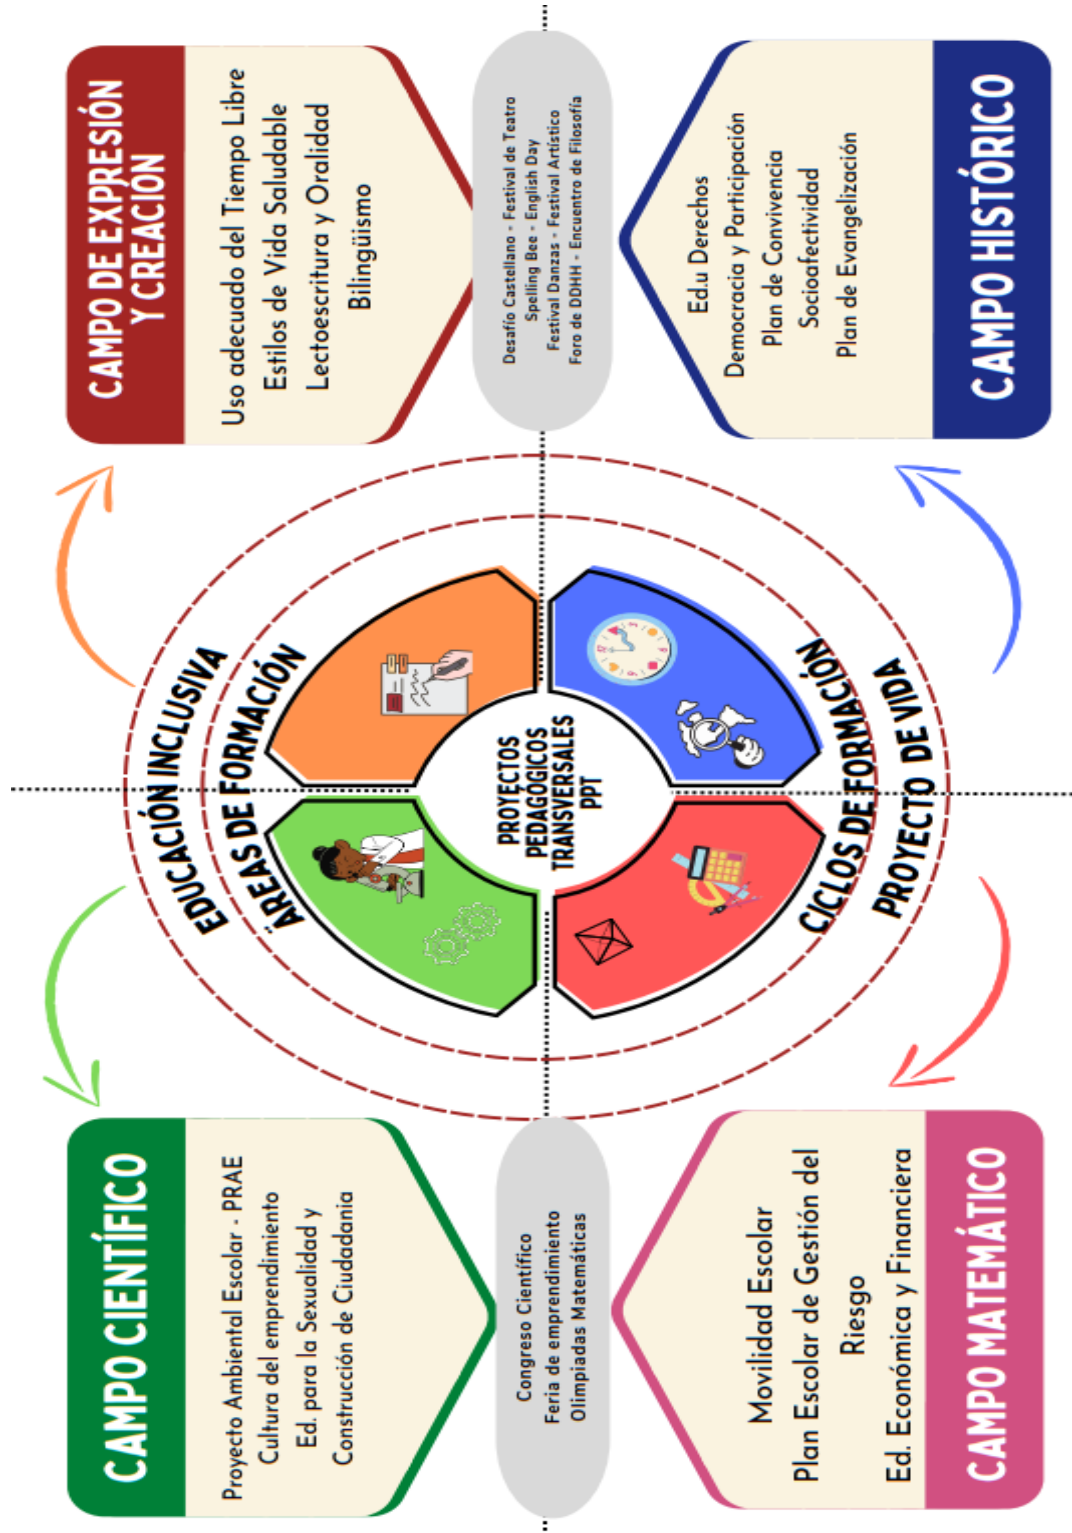 CAMPO CIENTÍFICO
Proyecto Ambiental Escolar - PRAE
Cultura del emprendimiento
Ed. para la Sexualidad y
Construcción de Ciudadania
CAMPO DE EXPRESIÓN
Y CREACIÓN
Uso adecuado del Tiempo Libre
Estilos de Vida Saludable
Lectoescritura y Oralidad
Bilingüismo
EDUCACIÓN INCLUSIVA
ÁREAS DE FORMACIÓN
PROYECTOS
PEDAGÓGICOS
TRANSVERSALES
PPT
CICLOS DE FORMACIÓN
PROYECTO DE VIDA
Congreso Científico
Feria de emprendimiento
Olimpiadas Matemáticas
Desafío Castellano - Festival de Teatro
Spelling Bee - English Day
Festival Danzas - Festival Artístico
Foro de DDHH - Encuentro de Filosofía
Movilidad Escolar
Plan Escolar de Gestión del
Riesgo
Ed. Económica y Financiera
CAMPO MATEMÁTICO
Ed.u Derechos
Democracia y Participación
Plan de Convivencia
Socioafectividad
Plan de Evangelización
CAMPO HISTÓRICO